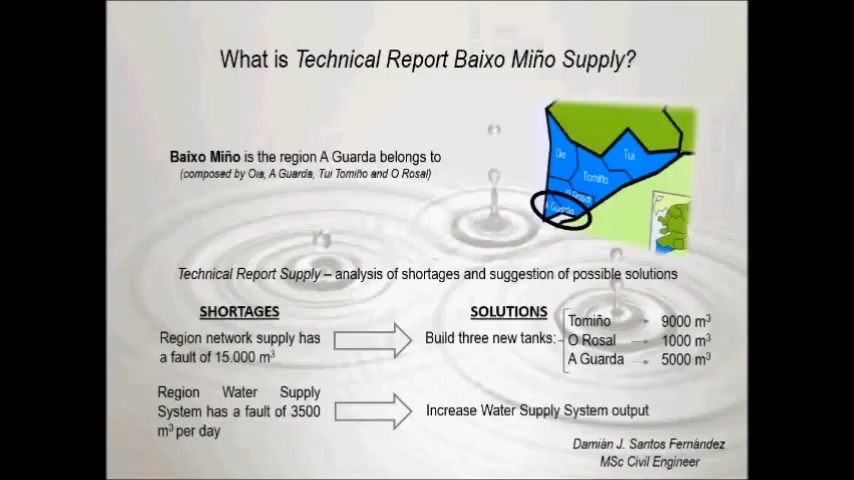 What is Technical Report Baixo Miño Supply?
Baixo Miño is the region A Guarda belongs to
(composed by Oia, A Guarda, Tui Tomiño and O Rosal)
Oia
Tui
Tomiño
O Rosal
A Guarda
Technical Report Supply – analysis of shortages and suggestion of possible solutions
SHORTAGES
Region network supply has
a fault of 15.000 m³
Region Water Supply
System has a fault of 3500
m³ per day
SOLUTIONS
Build three new tanks:
Tomiño → 9000 m³
O Rosal → 1000 m³
A Guarda → 5000 m³
Increase Water Supply System output
Damián J. Santos Fernández
MSc Civil Engineer